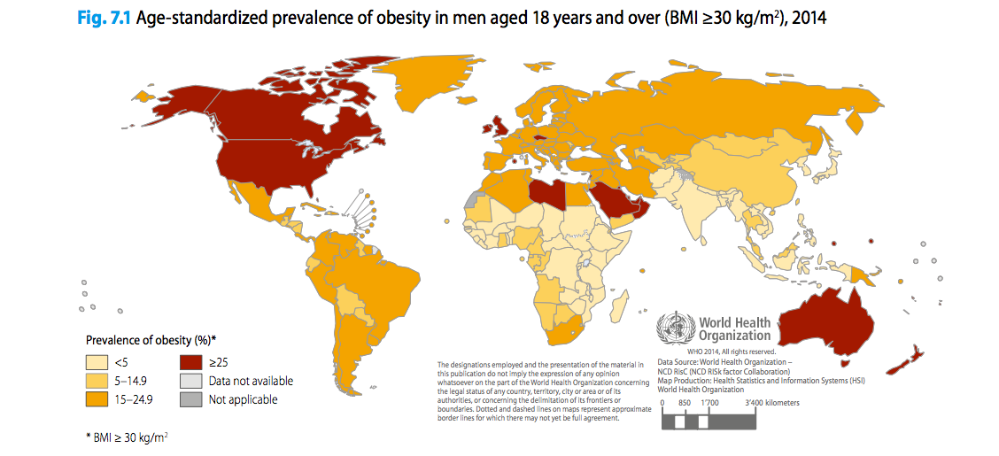 Fig. 7.1 Age-standardized prevalence of obesity in men aged 18 years and over (BMI ≥30 kg/m²), 2014
Prevalence of obesity (%)*
<5
5–14.9
15–24.9
≥25
Data not available
Not applicable
* BMI ≥ 30 kg/m²
The designations employed and the presentation of the material in
this publication do not imply the expression of any opinion
whatsoever on the part of the World Health Organization concerning
the legal status of any country, territory, city or area or of its
authorities, or concerning the delimitation of its frontiers or
boundaries. Dotted and dashed lines on maps represent approximate
border lines for which there may not yet be full agreement.
World Health
Organization
WHO 2014, All rights reserved.
Data Source: World Health Organization –
NCD RisC (NCD RISk factor Collaboration)
Map Production: Health Statistics and Information Systems (HSI)
World Health Organization
0 850 1'700 3'400 kilometers